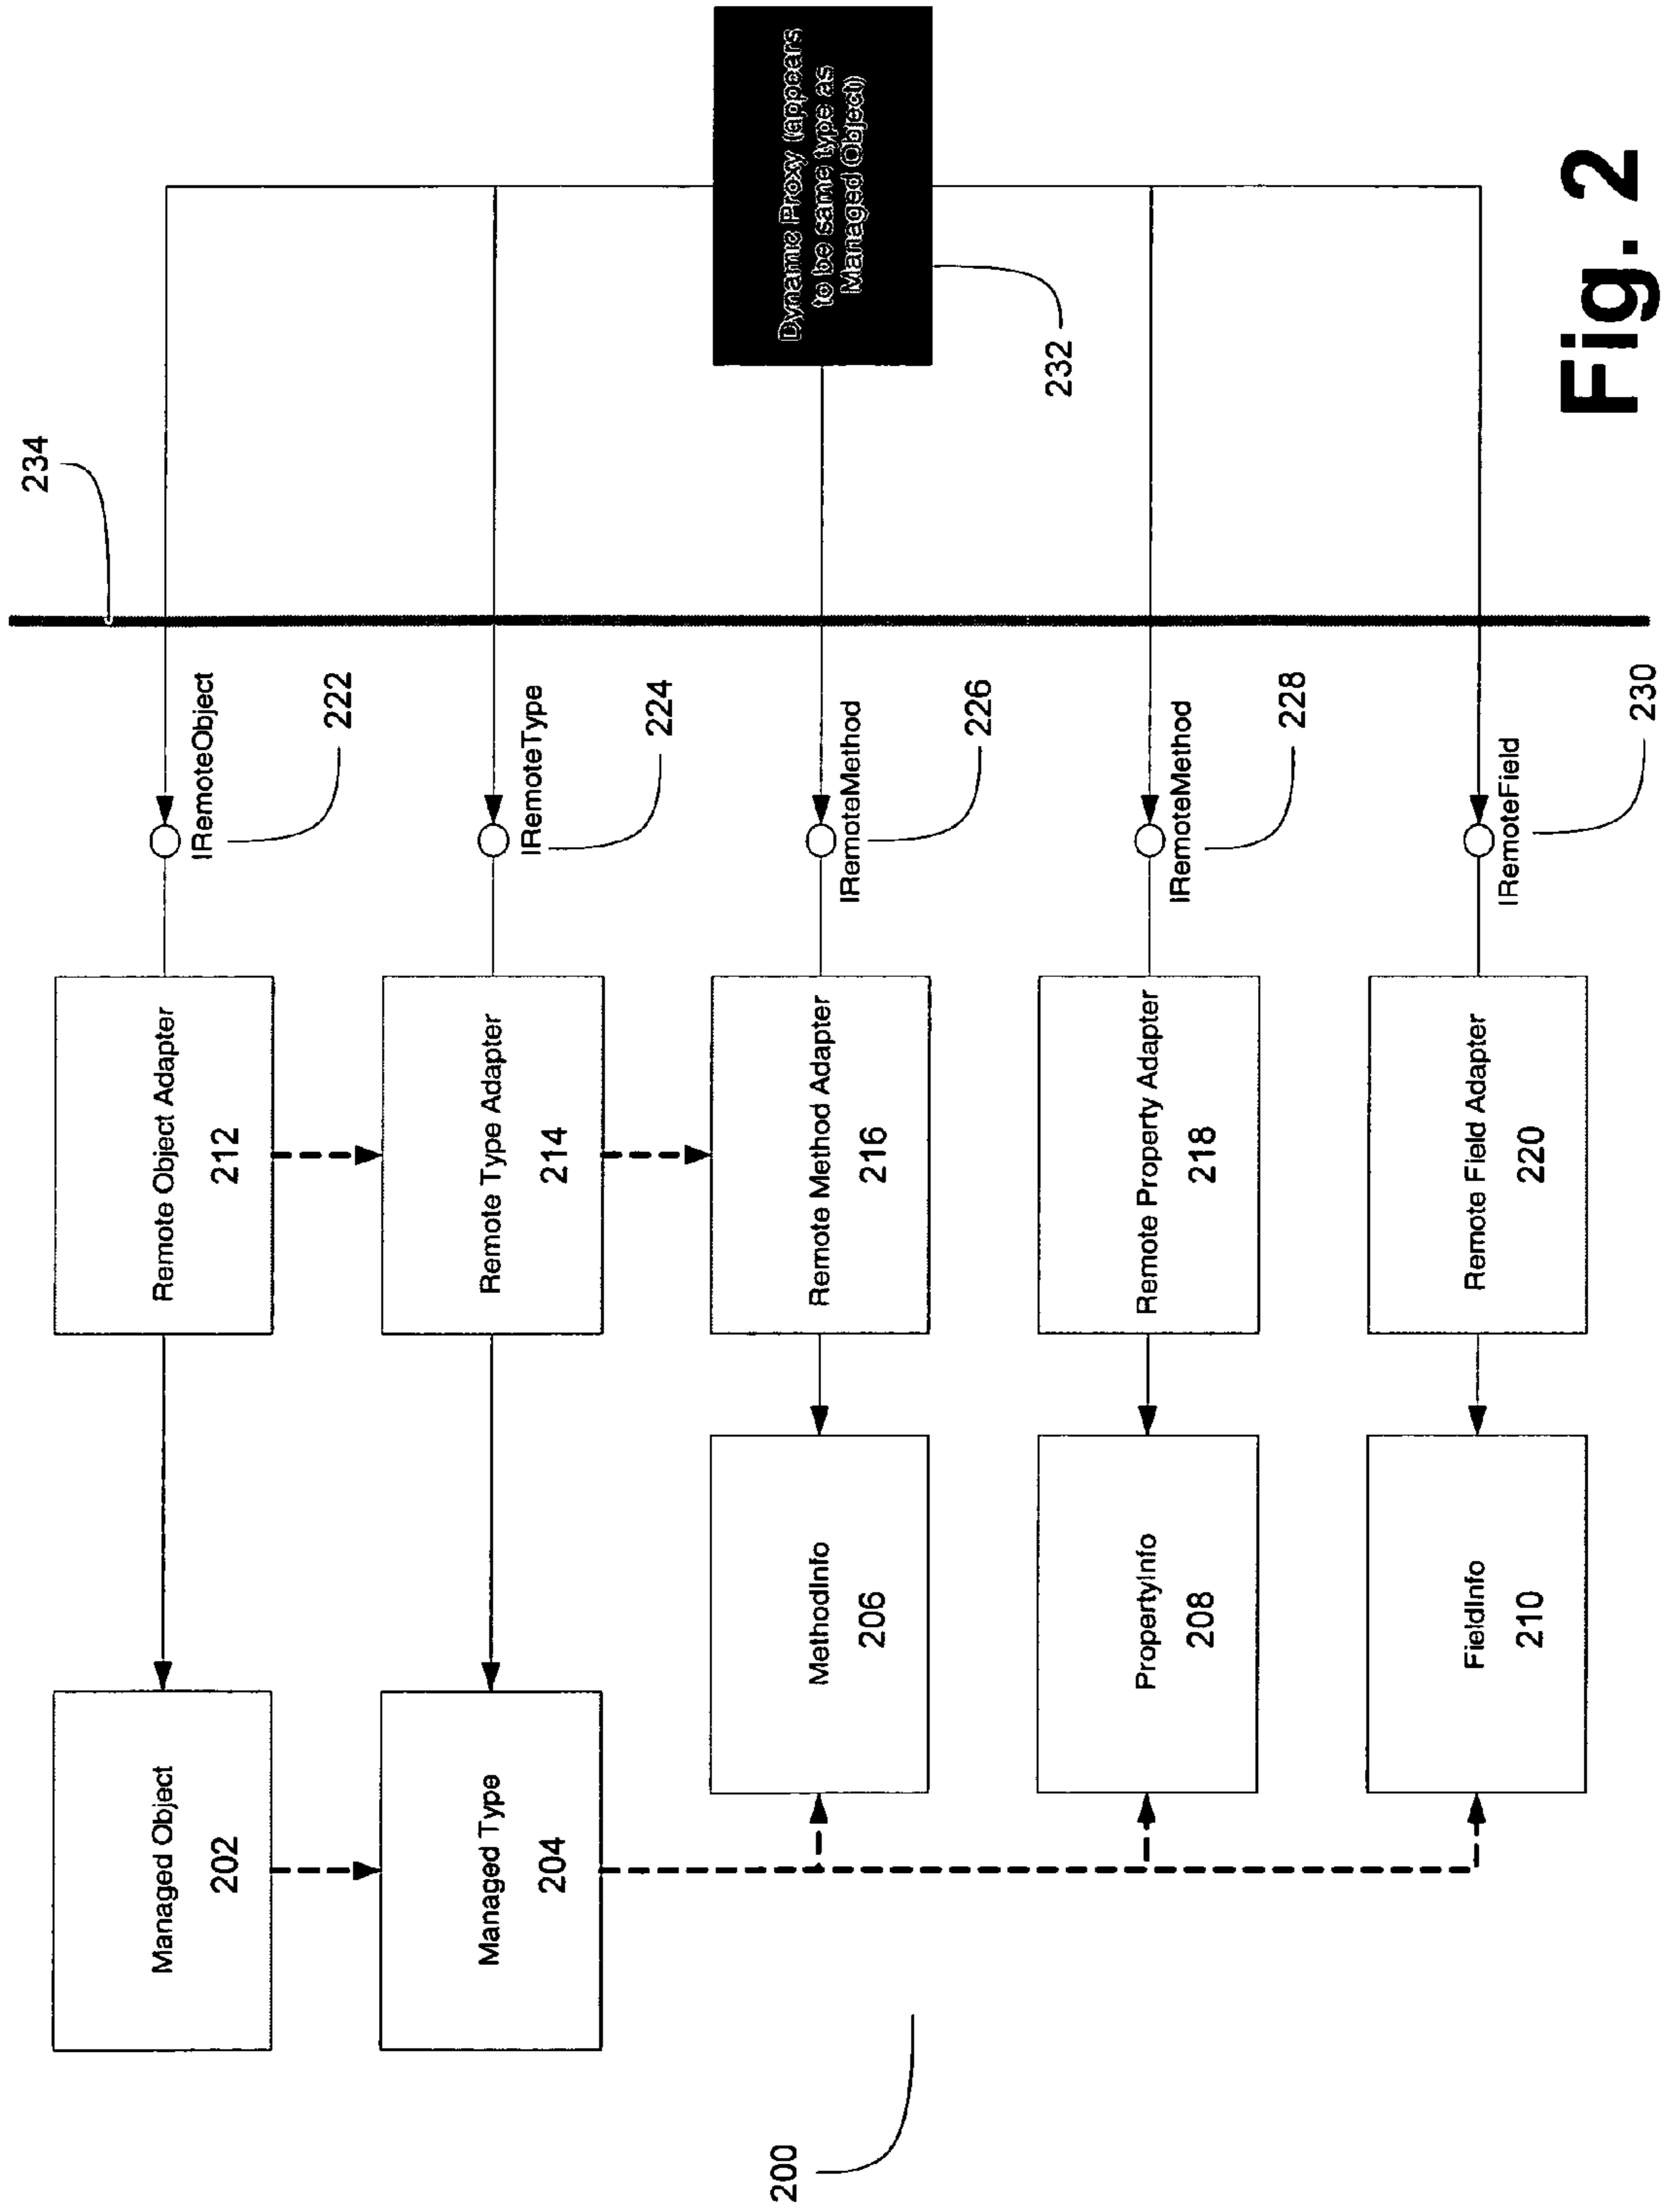 200
Managed Object
202
Managed Type
204
MethodInfo
206
PropertyInfo
208
FieldInfo
210
Remote Object Adapter
212
Remote Type Adapter
214
Remote Method Adapter
216
Remote Property Adapter
218
Remote Field Adapter
220
IRemoteObject
222
IRemoteType
224
IRemoteMethod
226
IRemoteMethod
228
IRemoteField
230
234
Dynamic Proxy (appears
to be same type as
Managed Object)
232
Fig. 2